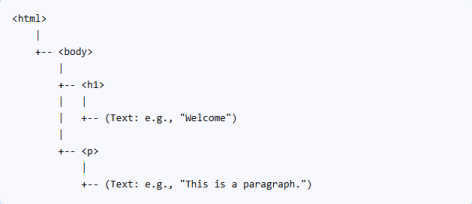 <html>
|
+-- <body>
|
+-- <h1>
| |
| +-- (Text: e.g., "Welcome")
|
+-- <p>
|
+-- (Text: e.g., "This is a paragraph.")